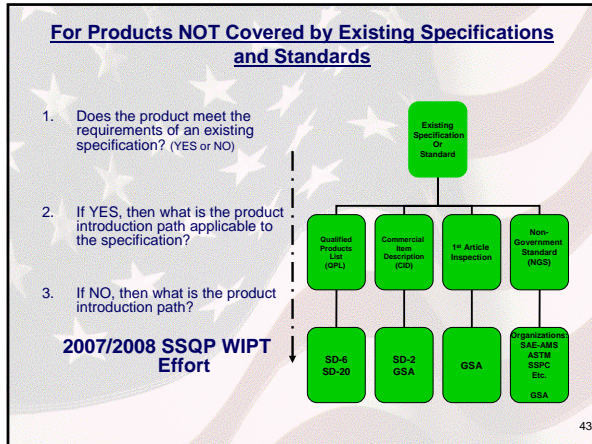 For Products NOT Covered by Existing Specifications
and Standards
1. Does the product meet the
requirements of an existing
specification? (YES or NO)
2. If YES, then what is the product
introduction path applicable to
the specification?
3. If NO, then what is the product
introduction path?
2007/2008 SSQP WIPT
Effort
Existing
Specification
Or
Standard
Qualified
Products
List
(QPL)
Commercial
Item
Description
(CID)
1st Article
Inspection
Non-
Government
Standard
(NGS)
SD-6
SD-20
SD-2
GSA
GSA
Organizations:
SAE-AMS
ASTM
SSPC
Etc.
GSA
43